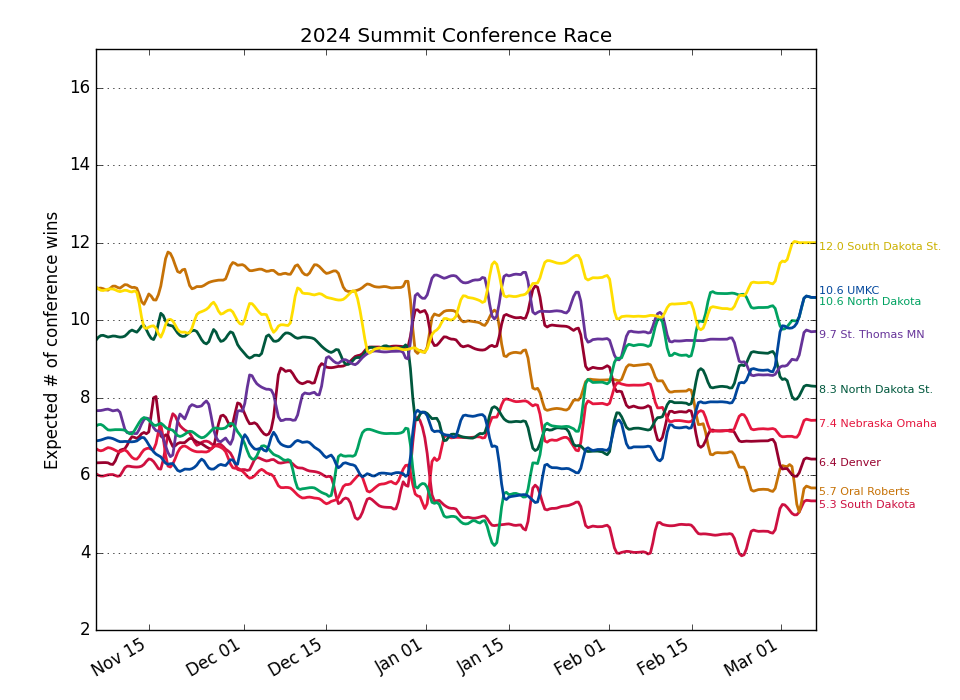 2024 Summit Conference Race
Expected # of conference wins
16
14
12
10
8
6
4
2
Nov 15
Dec 01
Dec 15
Jan 01
Jan 15
Feb 01
Feb 15
Mar 01
12.0 South Dakota St.
10.6 UMKC
10.6 North Dakota
9.7 St. Thomas MN
8.3 North Dakota St.
7.4 Nebraska Omaha
6.4 Denver
5.7 Oral Roberts
5.3 South Dakota